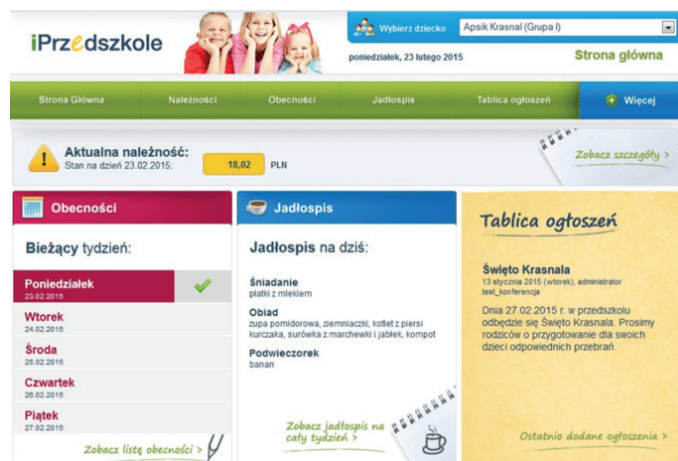 iPrzedszkole
Wybierz dziecko
Apsik Krasnal (Grupa I)
poniedziałek, 23 lutego 2015
Strona główna
Strona Główna
Należności
Obecności
Jadłospis
Tablica ogłoszeń
Więcej
Aktualna należność:
Stan na dzień 23.02.2015:
18,02
PLN
Zobacz szczegóły >
Obecności
Bieżący tydzień:
Poniedziałek
23.02.2015
Wtorek
24.02.2015
Środa
25.02.2015
Czwartek
26.02.2015
Piątek
27.02.2015
Zobacz listę obecności >
Jadłospis
Jadłospis na dziś:
Śniadanie
płatki z mlekiem
Obiad
zupa pomidorowa, ziemniaczki, kotlet z piersi
kurczaka, surówka z marchewki i jabłek, kompot
Podwieczorek
banan
Zobacz jadłospis na
cały tydzień >
Tablica ogłoszeń
Święto Krasnala
13 stycznia 2015 (wtorek), administrator
test_konferencja
Dnia 27.02.2015 r. w przedszkolu
odbędzie się Święto Krasnala. Prosimy
rodziców o przygotowanie dla swoich
dzieci odpowiednich przebrań.
Ostatnio dodane ogłoszenia >